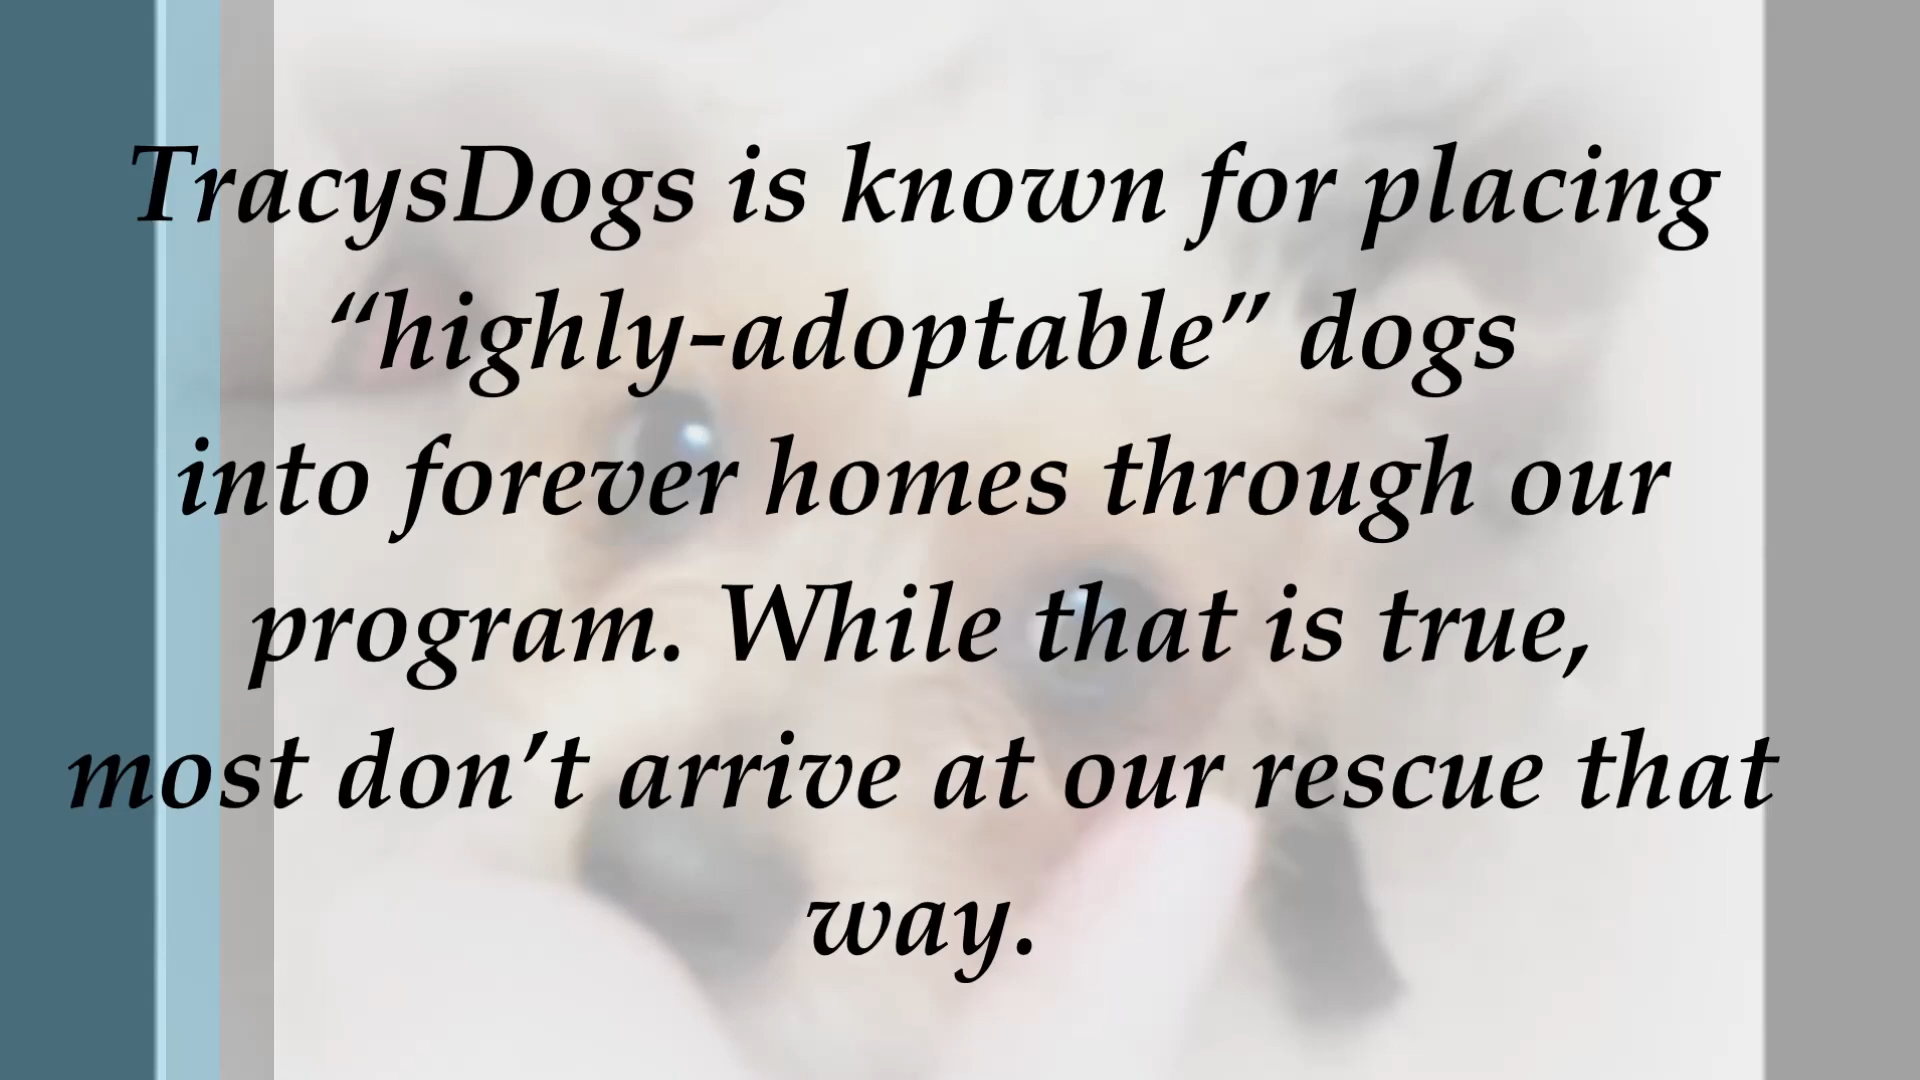 TracysDogs is known for placing
“highly-adoptable” dogs
into forever homes through our
program. While that is true,
most don’t arrive at our rescue that
way.